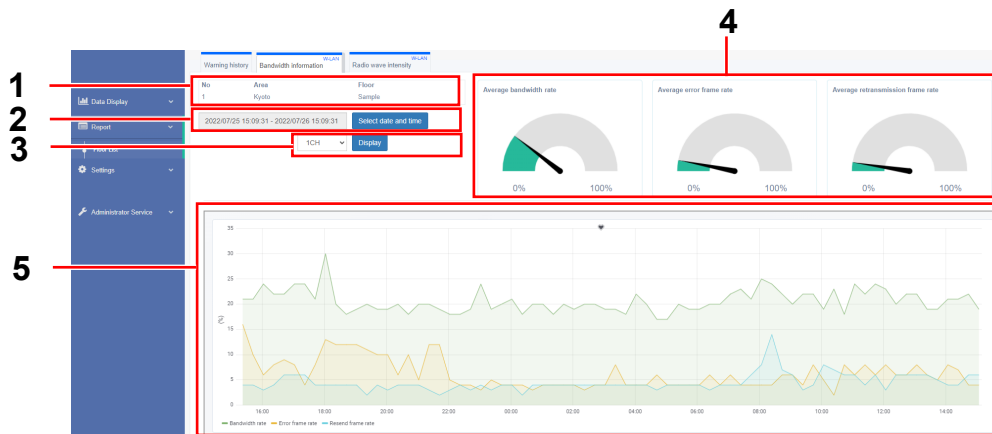 4
Warning history
Bandwidth information
W-LAN
Radio wave intensity
W-LAN
1
No Area Floor
1 Kyoto Sample
Average bandwidth rate
0% 100%
Average error frame rate
0% 100%
Average retransmission frame rate
0% 100%
Data Display
2
2022/07/25 15:09:31 - 2022/07/26 15:09:31 Select date and time
Report
3
1CH Display
Floor List
Settings
Administrator Service
5
35
30
25
20
15
10
5
0
(%)
16:00 18:00 20:00 22:00 00:00 02:00 04:00 06:00 08:00 10:00 12:00 14:00
Bandwidth rate Error frame rate Resend frame rate